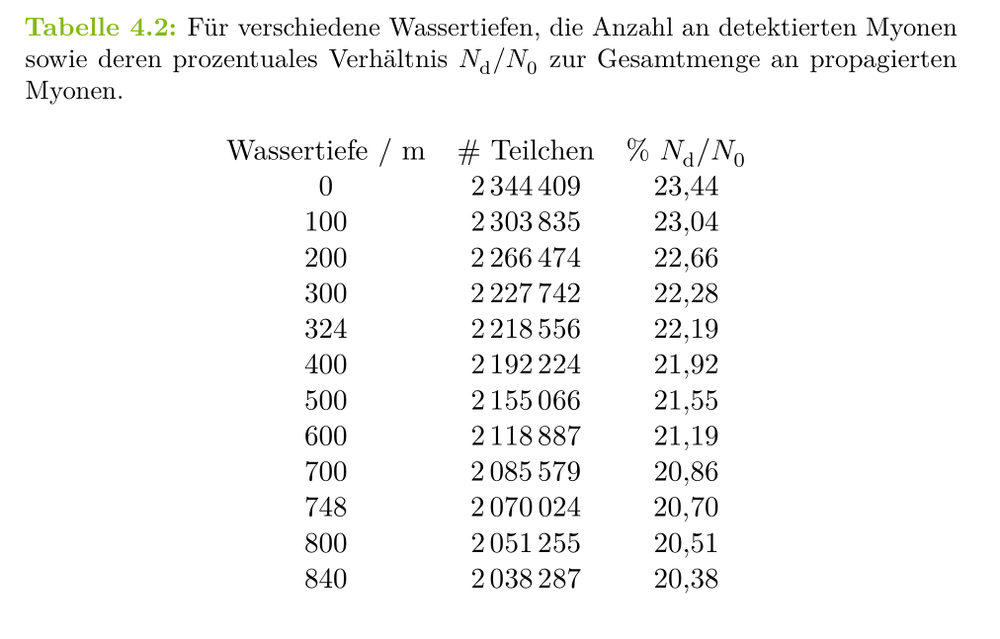 Tabelle 4.2: Für verschiedene Wassertiefen, die Anzahl an detektierten Myonen
sowie deren prozentuales Verhältnis N_d/N_0 zur Gesamtmenge an propagierten
Myonen.
Wassertiefe / m # Teilchen % N_d/N_0
0 2 344 409 23,44
100 2 303 835 23,04
200 2 266 474 22,66
300 2 227 742 22,28
324 2 218 556 22,19
400 2 192 224 21,92
500 2 155 066 21,55
600 2 118 887 21,19
700 2 085 579 20,86
748 2 070 024 20,70
800 2 051 255 20,51
840 2 038 287 20,38